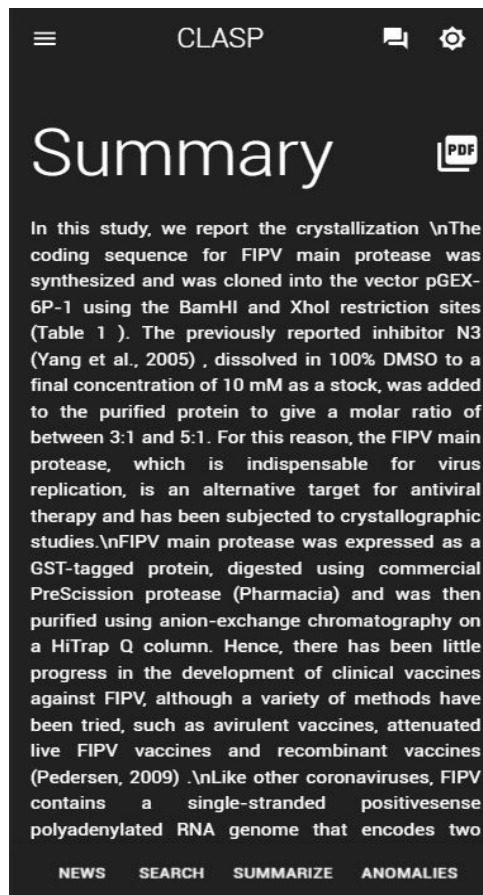 CLASP
Summary
PDF
In this study, we report the crystallization \nThe
coding sequence for FIPV main protease was
synthesized and was cloned into the vector pGEX-
6P-1 using the BamHI and XhoI restriction sites
(Table 1 ). The previously reported inhibitor N3
(Yang et al., 2005) , dissolved in 100% DMSO to a
final concentration of 10 mM as a stock, was added
to the purified protein to give a molar ratio of
between 3:1 and 5:1. For this reason, the FIPV main
protease, which is indispensable for virus
replication, is an alternative target for antiviral
therapy and has been subjected to crystallographic
studies.\nFIPV main protease was expressed as a
GST-tagged protein, digested using commercial
PreScission protease (Pharmacia) and was then
purified using anion-exchange chromatography on
a HiTrap Q column. Hence, there has been little
progress in the development of clinical vaccines
against FIPV, although a variety of methods have
been tried, such as avirulent vaccines, attenuated
live FIPV vaccines and recombinant vaccines
(Pedersen, 2009) .\nLike other coronaviruses, FIPV
contains a single-stranded positivesense
polyadenylated RNA genome that encodes two
NEWS SEARCH SUMMARIZE ANOMALIES